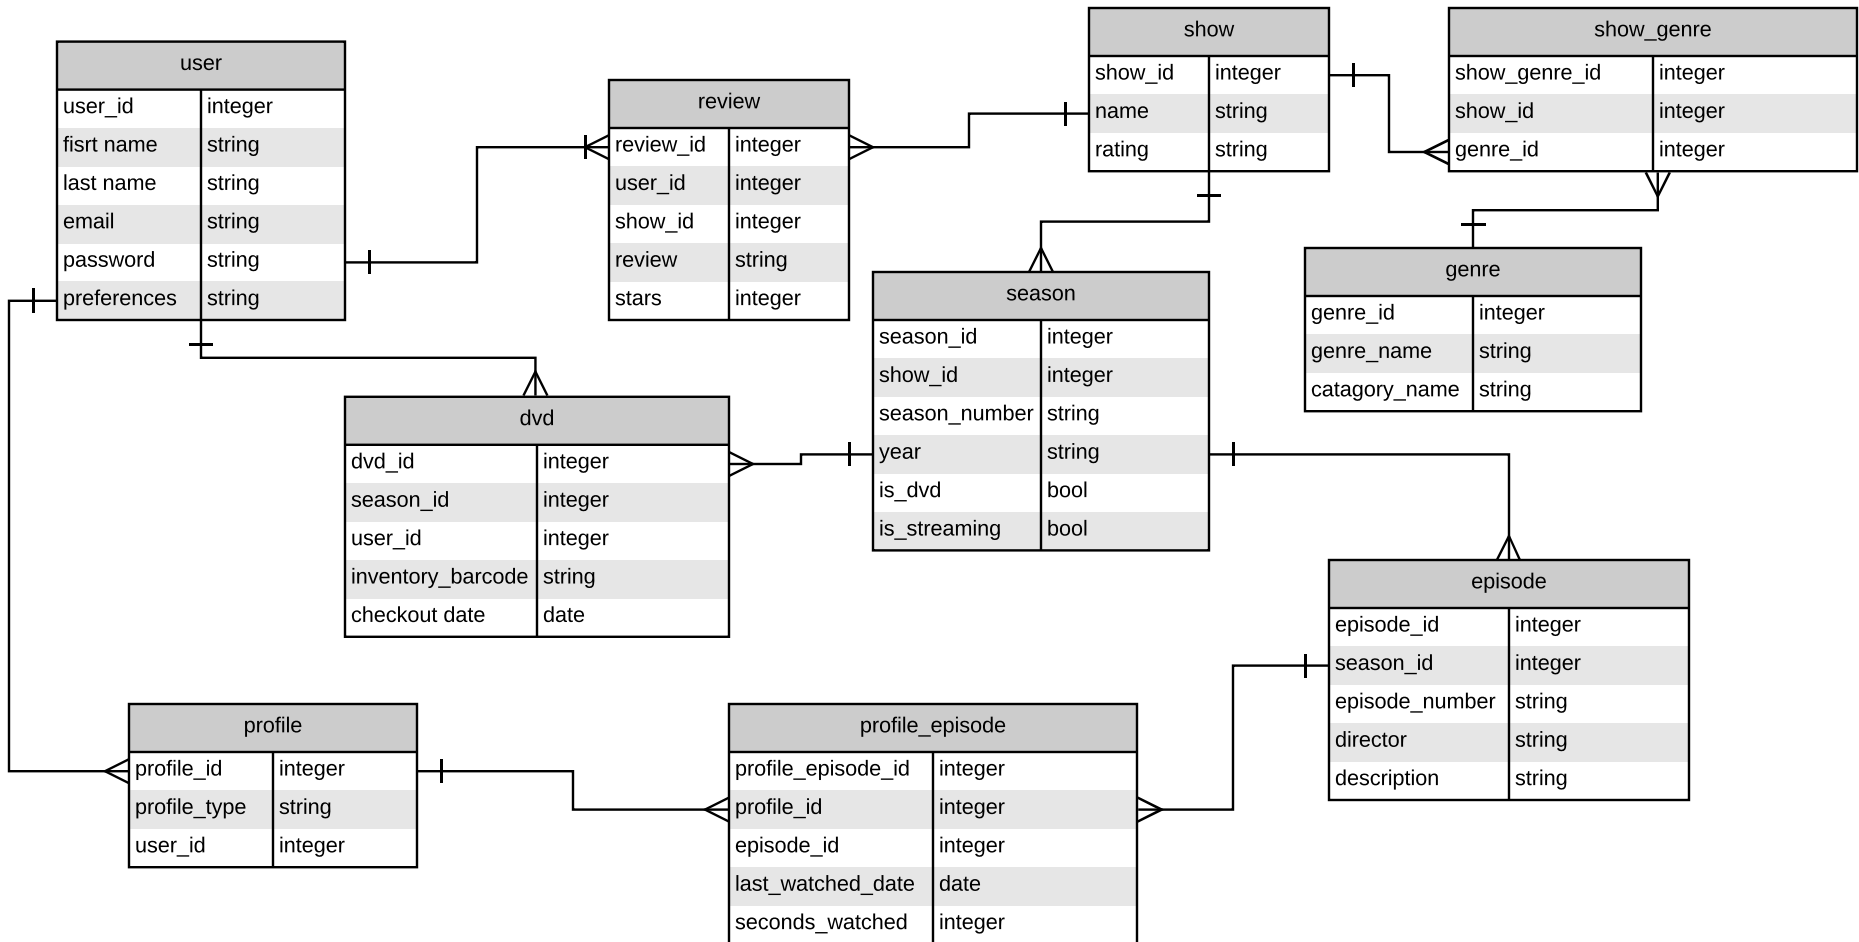 user
user_id integer
fisrt name string
last name string
email string
password string
preferences string
review
review_id integer
user_id integer
show_id integer
review string
stars integer
show
show_id integer
name string
rating string
show_genre
show_genre_id integer
show_id integer
genre_id integer
genre
genre_id integer
genre_name string
catagory_name string
season
season_id integer
show_id integer
season_number string
year string
is_dvd bool
is_streaming bool
dvd
dvd_id integer
season_id integer
user_id integer
inventory_barcode string
checkout date date
episode
episode_id integer
season_id integer
episode_number string
director string
description string
profile
profile_id integer
profile_type string
user_id integer
profile_episode
profile_episode_id integer
profile_id integer
episode_id integer
last_watched_date date
seconds_watched integer